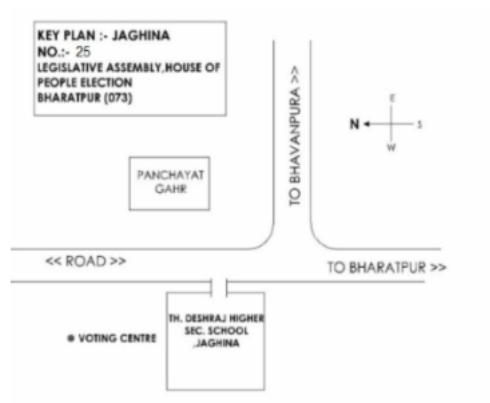 KEY PLAN :- JAGHINA
NO.:- 25
LEGISLATIVE ASSEMBLY,HOUSE OF
PEOPLE ELECTION
BHARATPUR (073)
TO BHAVANPURA >>
E
N
S
W
PANCHAYAT
GAHR
<< ROAD >>
TO BHARATPUR >>
TH. DESHRAJ HIGHER
SEC. SCHOOL
,JAGHINA
VOTING CENTRE